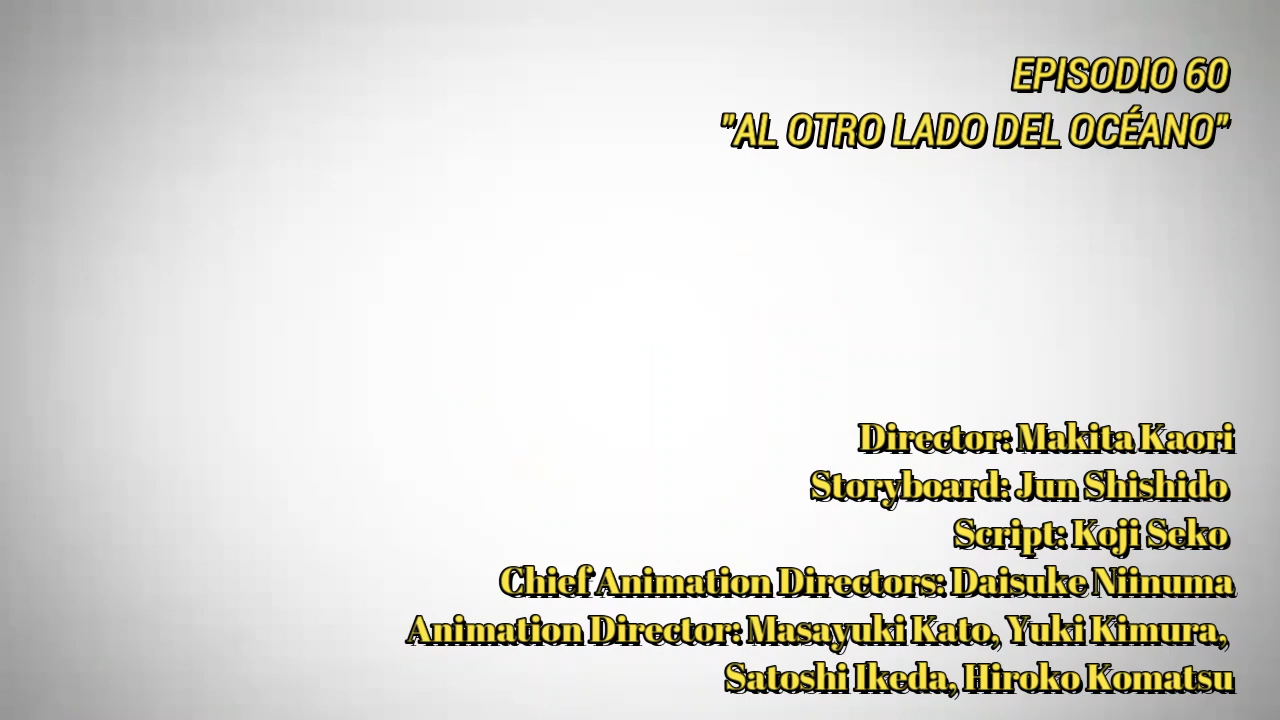 EPISODIO 60
"AL OTRO LADO DEL OCÉANO"
Director: Makita Kaori
Storyboard: Jun Shishido
Script: Koji Seko
Chief Animation Directors: Daisuke Niinuma
Animation Director: Masayuki Kato, Yuki Kimura,
Satoshi Ikeda, Hiroko Komatsu